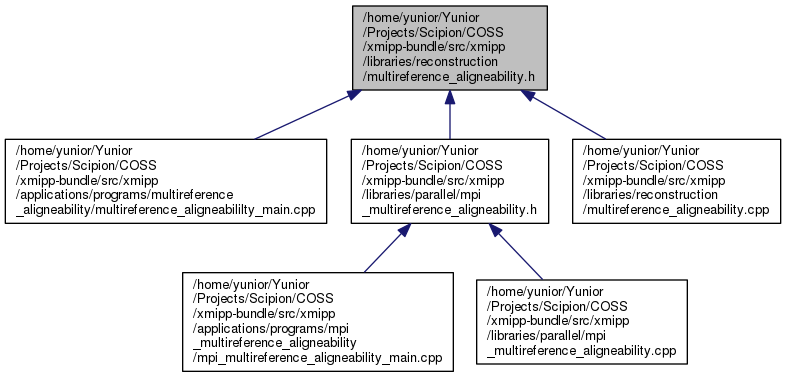 /home/yunior/Yunior
/Projects/Scipion/COSS
/xmipp-bundle/src/xmipp
/libraries/reconstruction
/multireference_aligneability.h
/home/yunior/Yunior
/Projects/Scipion/COSS
/xmipp-bundle/src/xmipp
/applications/programs/multireference
_aligneability/multireference_aligneabililty_main.cpp
/home/yunior/Yunior
/Projects/Scipion/COSS
/xmipp-bundle/src/xmipp
/libraries/parallel/mpi
_multireference_aligneability.h
/home/yunior/Yunior
/Projects/Scipion/COSS
/xmipp-bundle/src/xmipp
/libraries/reconstruction
/multireference_aligneability.cpp
/home/yunior/Yunior
/Projects/Scipion/COSS
/xmipp-bundle/src/xmipp
/applications/programs/mpi
_multireference_aligneability
/mpi_multireference_aligneability_main.cpp
/home/yunior/Yunior
/Projects/Scipion/COSS
/xmipp-bundle/src/xmipp
/libraries/parallel/mpi
_multireference_aligneability.cpp